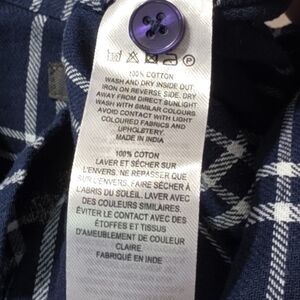 100% COTTON
WASH AND DRY INSIDE OUT
IRON ON REVERSE SIDE. DRY
AWAY FROM DIRECT SUNLIGHT
WASH WITH SIMILAR COLOURS
AVOID CONTACT WITH LIGHT
COLOURED FABRICS AND
UPHOLSTERY.
MADE IN INDIA
100% COTON
LAVER ET SÉCHER SUR
L'ENVERS. NE REPASSER QUE
SUR L'ENVERS. FAIRE SÉCHER À
L'ABRIS DU SOLEIL. LAVER AVEC
DES COULEURS SIMILAIRES.
ÉVITER LE CONTACT AVEC DES
ÉTOFFES ET TISSUS
D'AMEUBLEMENT DE COULEUR
CLAIRE.
FABRIQUÉ EN INDE